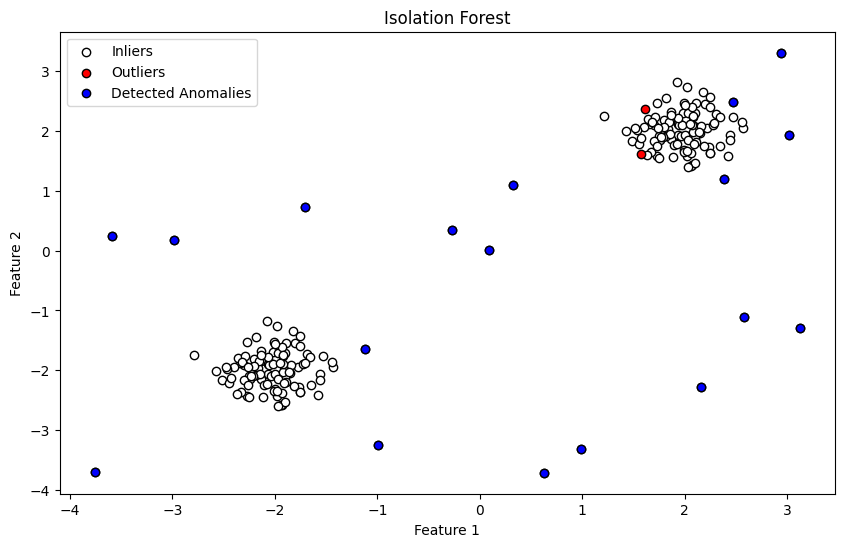 Isolation Forest
Inliers
Outliers
Detected Anomalies
Feature 2
3
2
1
0
−1
−2
−3
−4
−4 −3 −2 −1 0 1 2 3
Feature 1